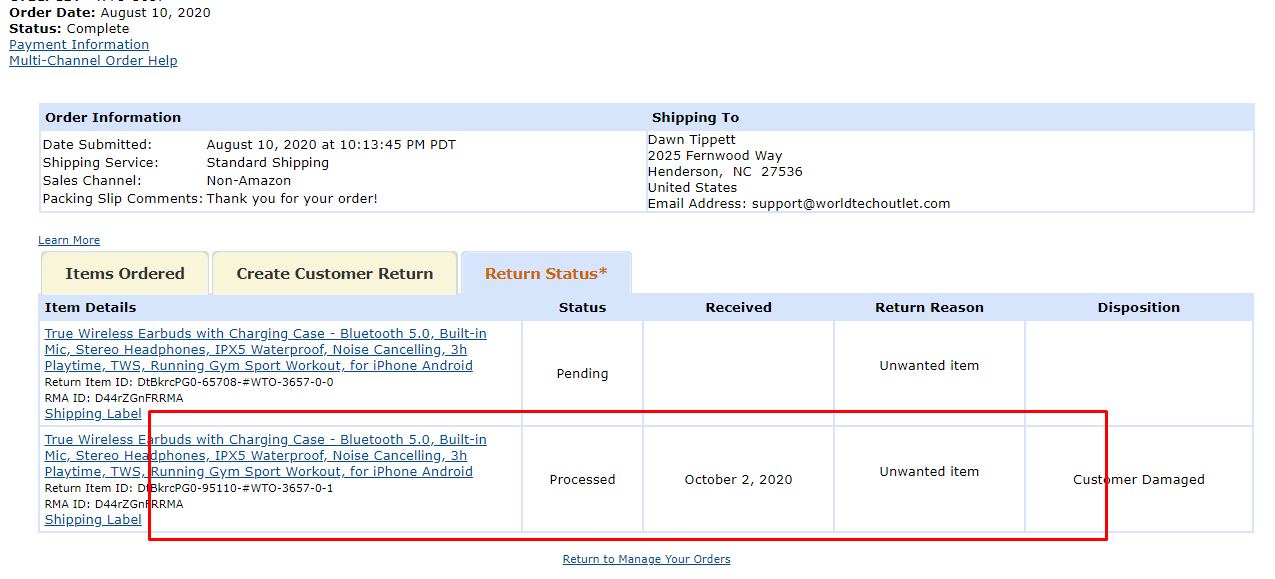 Order Date: August 10, 2020
Status: Complete
Payment Information
Multi-Channel Order Help
Order Information
Shipping To
Date Submitted: August 10, 2020 at 10:13:45 PM PDT
Shipping Service: Standard Shipping
Sales Channel: Non-Amazon
Packing Slip Comments: Thank you for your order!
Dawn Tippett
2025 Fernwood Way
Henderson, NC 27536
United States
Email Address: support@worldtechoutlet.com
Learn More
Items Ordered
Create Customer Return
Return Status*
Item Details Status Received Return Reason Disposition
True Wireless Earbuds with Charging Case - Bluetooth 5.0, Built-in
Mic, Stereo Headphones, IPX5 Waterproof, Noise Cancelling, 3h
Playtime, TWS, Running Gym Sport Workout, for iPhone Android
Return Item ID: DtBkrcPG0-65708-#WTO-3657-0-0
RMA ID: D44rZGnFRRMA
Shipping Label
Pending
Unwanted item
True Wireless Earbuds with Charging Case - Bluetooth 5.0, Built-in
Mic, Stereo Headphones, IPX5 Waterproof, Noise Cancelling, 3h
Playtime, TWS, Running Gym Sport Workout, for iPhone Android
Return Item ID: DtBkrcPG0-95110-#WTO-3657-0-1
RMA ID: D44rZGnFRRMA
Shipping Label
Processed
October 2, 2020
Unwanted item
Customer Damaged
Return to Manage Your Orders